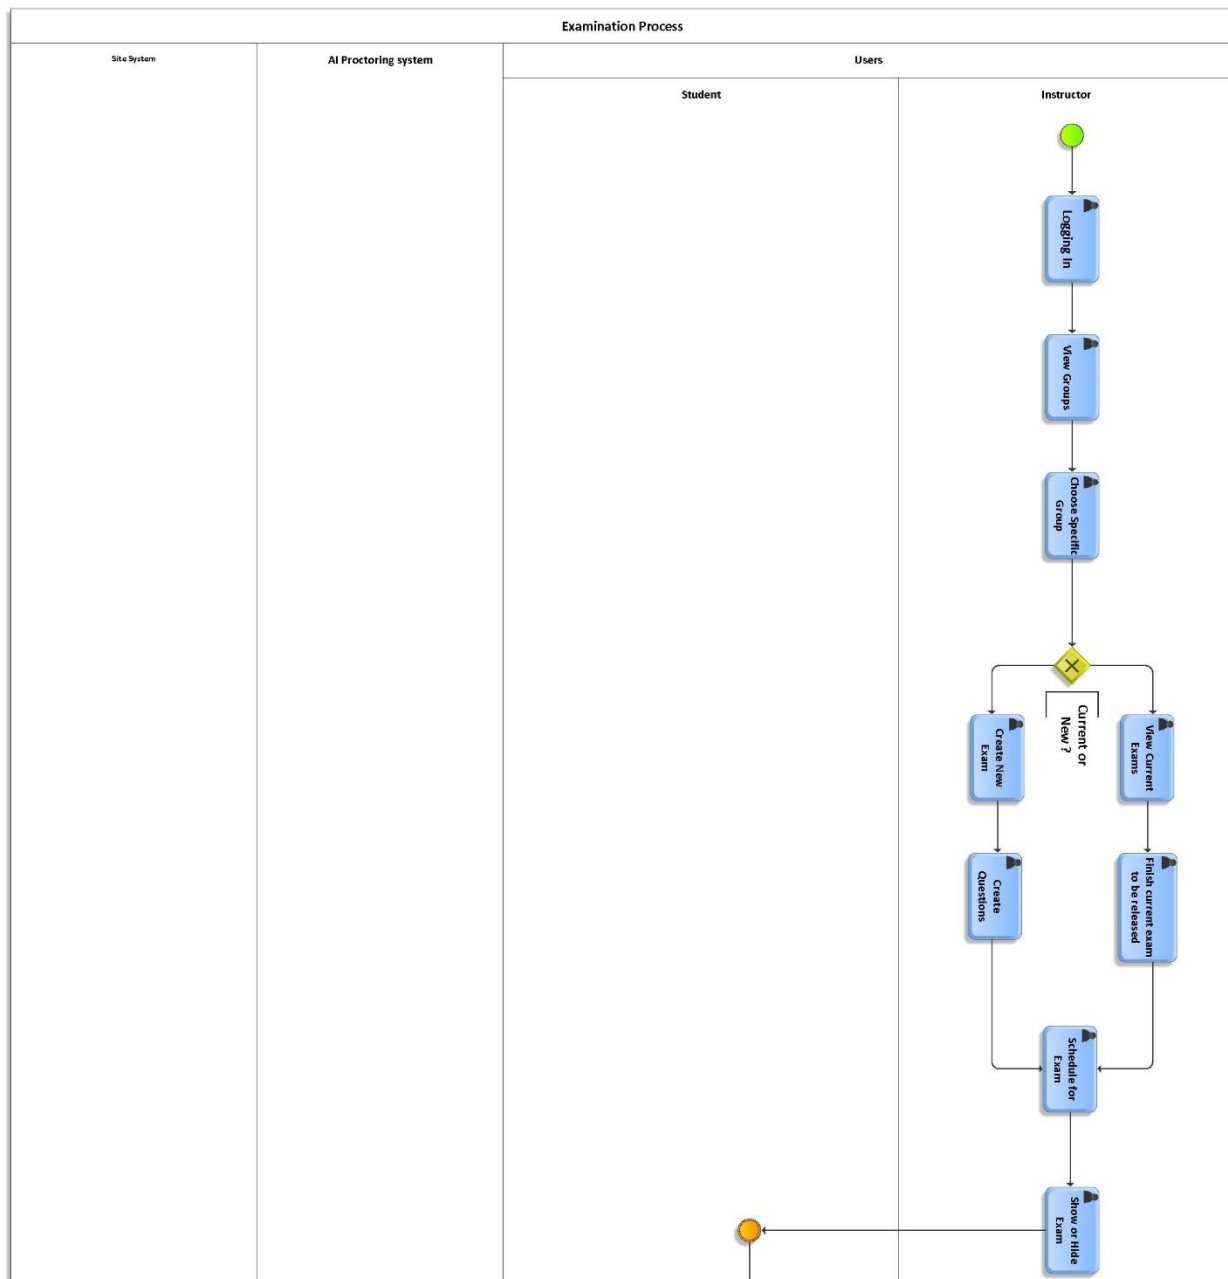 Examination Process
Site System
AI Proctoring system
Users
Student
Instructor
Logging In
View Groups
Choose Specific
Group
Current or
New ?
Create New
Exam
View Current
Exams
Create
Questions
Finish current exam
to be released
Schedule for
Exam
Show or Hide
Exam